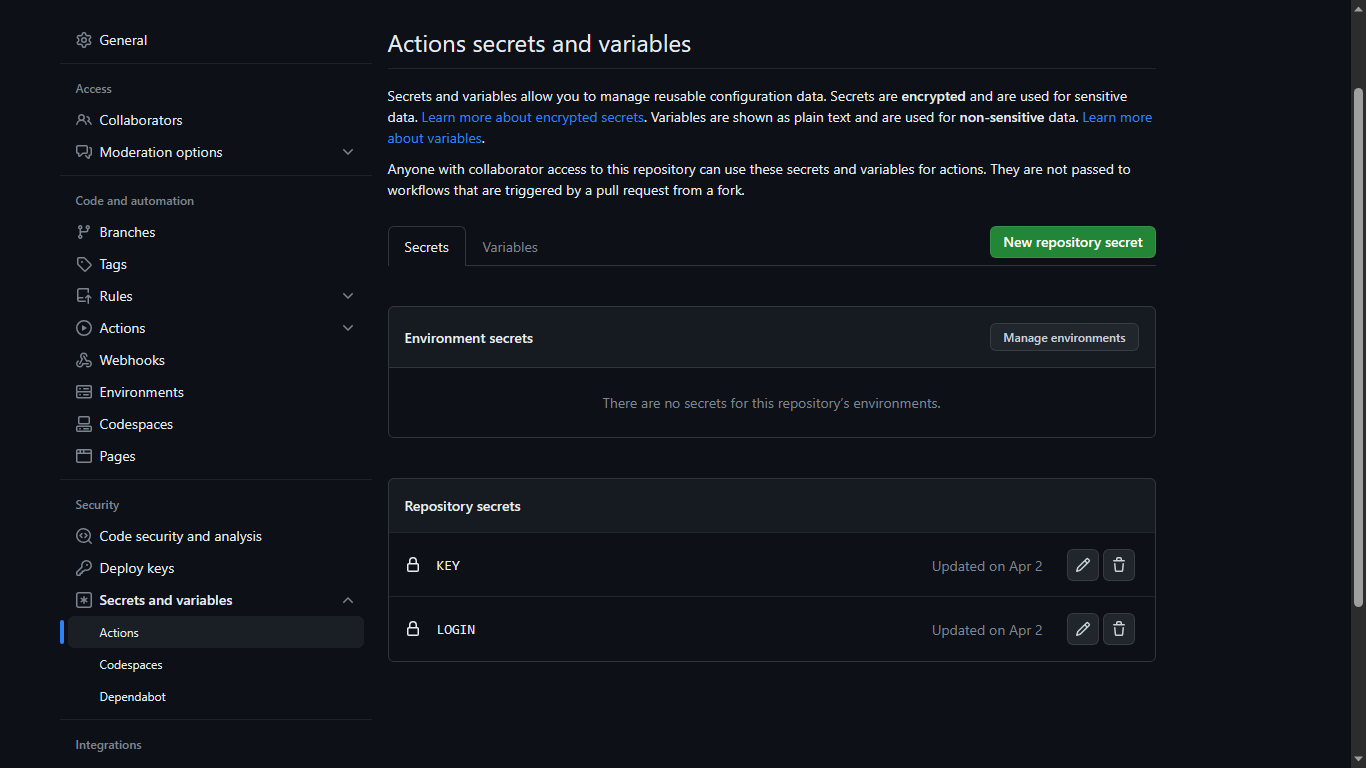 General
Access
Collaborators
Moderation options
Code and automation
Branches
Tags
Rules
Actions
Webhooks
Environments
Codespaces
Pages
Security
Code security and analysis
Deploy keys
Secrets and variables
Actions
Codespaces
Dependabot
Integrations
Actions secrets and variables
Secrets and variables allow you to manage reusable configuration data. Secrets are encrypted and are used for sensitive
data. Learn more about encrypted secrets. Variables are shown as plain text and are used for non-sensitive data. Learn more
about variables.
Anyone with collaborator access to this repository can use these secrets and variables for actions. They are not passed to
workflows that are triggered by a pull request from a fork.
Secrets Variables New repository secret
Environment secrets Manage environments
There are no secrets for this repository's environments.
Repository secrets
KEY Updated on Apr 2
LOGIN Updated on Apr 2